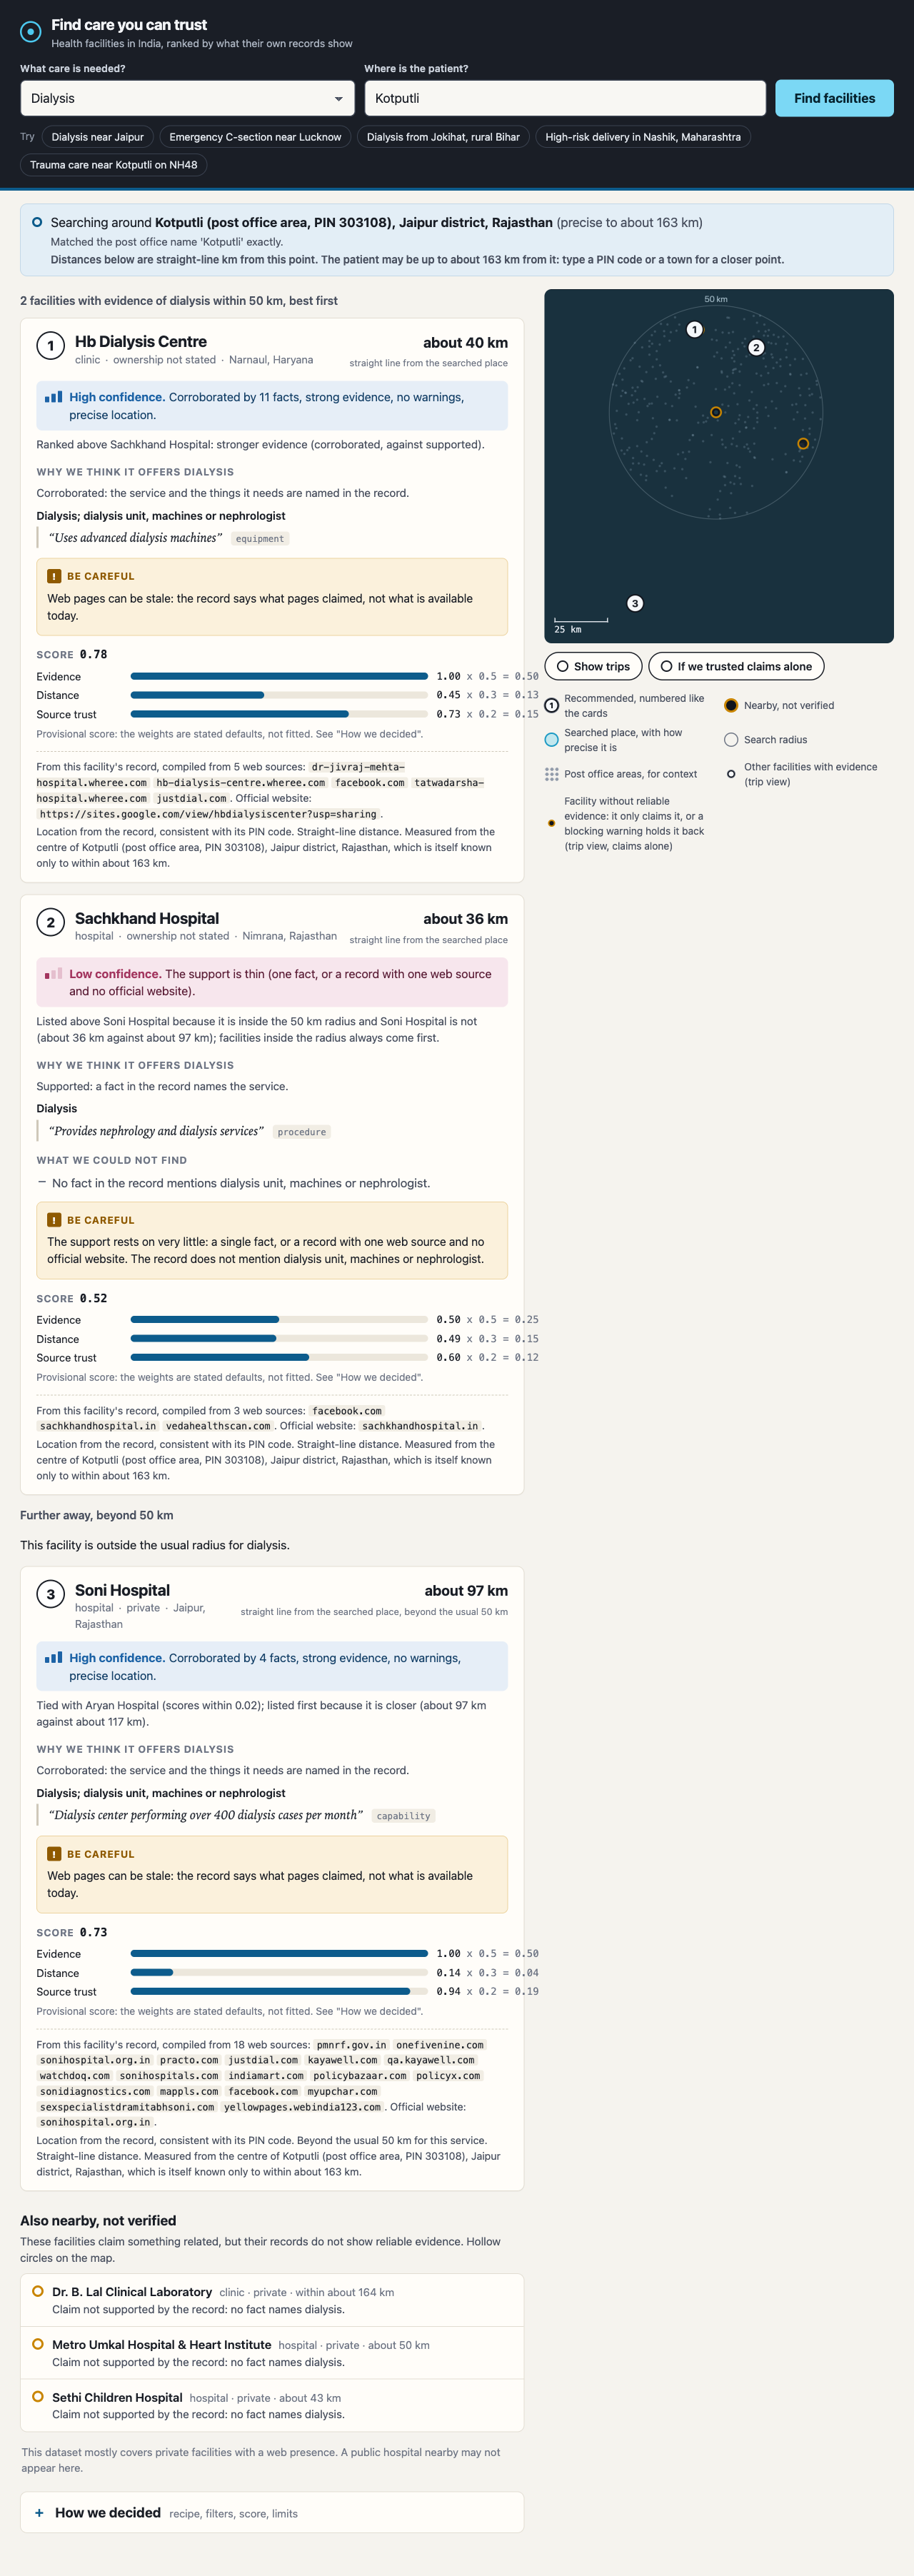 Find care you can trust
Health facilities in India, ranked by what their own records show
What care is needed?
Dialysis
Where is the patient?
Kotputli
Find facilities
Try
Dialysis near Jaipur
Emergency C-section near Lucknow
Dialysis from Jokihat, rural Bihar
High-risk delivery in Nashik, Maharashtra
Trauma care near Kotputli on NH48
Searching around Kotputli (post office area, PIN 303108), Jaipur district, Rajasthan (precise to about 163 km)
Matched the post office name 'Kotputli' exactly.
Distances below are straight-line km from this point. The patient may be up to about 163 km from it: type a PIN code or a town for a closer point.
2 facilities with evidence of dialysis within 50 km, best first
1
Hb Dialysis Centre
about 40 km
clinic · ownership not stated · Narnaul, Haryana
straight line from the searched place
High confidence. Corroborated by 11 facts, strong evidence, no warnings,
precise location.
Ranked above Sachkhand Hospital: stronger evidence (corroborated, against supported).
WHY WE THINK IT OFFERS DIALYSIS
Corroborated: the service and the things it needs are named in the record.
Dialysis; dialysis unit, machines or nephrologist
“Uses advanced dialysis machines” equipment
! BE CAREFUL
Web pages can be stale: the record says what pages claimed, not what is available
today.
SCORE 0.78
Evidence 1.00 x 0.5 = 0.50
Distance 0.45 x 0.3 = 0.13
Source trust 0.73 x 0.2 = 0.15
Provisional score: the weights are stated defaults, not fitted. See "How we decided".
From this facility's record, compiled from 5 web sources: dr-jivraj-mehta-
hospital.wheree.com hb-dialysis-centre.wheree.com facebook.com tatwadarsha-
hospital.wheree.com justdial.com . Official website:
https://sites.google.com/view/hbdialysiscenter?usp=sharing .
Location from the record, consistent with its PIN code. Straight-line distance. Measured from the
centre of Kotputli (post office area, PIN 303108), Jaipur district, Rajasthan, which is itself known
only to within about 163 km.
2
Sachkhand Hospital
about 36 km
hospital · ownership not stated · Nimrana, Rajasthan
straight line from the searched place
Low confidence. The support is thin (one fact, or a record with one web source
and no official website).
Listed above Soni Hospital because it is inside the 50 km radius and Soni Hospital is not
(about 36 km against about 97 km); facilities inside the radius always come first.
WHY WE THINK IT OFFERS DIALYSIS
Supported: a fact in the record names the service.
Dialysis
“Provides nephrology and dialysis services” procedure
WHAT WE COULD NOT FIND
– No fact in the record mentions dialysis unit, machines or nephrologist.
! BE CAREFUL
The support rests on very little: a single fact, or a record with one web source and no
official website. The record does not mention dialysis unit, machines or nephrologist.
SCORE 0.52
Evidence 0.50 x 0.5 = 0.25
Distance 0.49 x 0.3 = 0.15
Source trust 0.60 x 0.2 = 0.12
Provisional score: the weights are stated defaults, not fitted. See "How we decided".
From this facility's record, compiled from 3 web sources: facebook.com
sachkhandhospital.in vedahealthscan.com . Official website: sachkhandhospital.in .
Location from the record, consistent with its PIN code. Straight-line distance. Measured from the
centre of Kotputli (post office area, PIN 303108), Jaipur district, Rajasthan, which is itself known
only to within about 163 km.
Further away, beyond 50 km
This facility is outside the usual radius for dialysis.
3
Soni Hospital
about 97 km
hospital · private · Jaipur,
Rajasthan
straight line from the searched place, beyond the usual 50 km
High confidence. Corroborated by 4 facts, strong evidence, no warnings,
precise location.
Tied with Aryan Hospital (scores within 0.02); listed first because it is closer (about 97 km
against about 117 km).
WHY WE THINK IT OFFERS DIALYSIS
Corroborated: the service and the things it needs are named in the record.
Dialysis; dialysis unit, machines or nephrologist
“Dialysis center performing over 400 dialysis cases per month” capability
! BE CAREFUL
Web pages can be stale: the record says what pages claimed, not what is available
today.
SCORE 0.73
Evidence 1.00 x 0.5 = 0.50
Distance 0.14 x 0.3 = 0.04
Source trust 0.94 x 0.2 = 0.19
Provisional score: the weights are stated defaults, not fitted. See "How we decided".
From this facility's record, compiled from 18 web sources: pmnrf.gov.in onefivenine.com
sonihospital.org.in practo.com justdial.com kayawell.com qa.kayawell.com
watchdoq.com sonihospitals.com indiamart.com policybazaar.com policyx.com
sonidiagnostics.com mappls.com facebook.com myupchar.com
sexspecialistdramitabhsoni.com yellowpages.webindia123.com . Official website:
sonihospital.org.in .
Location from the record, consistent with its PIN code. Beyond the usual 50 km for this service.
Straight-line distance. Measured from the centre of Kotputli (post office area, PIN 303108), Jaipur
district, Rajasthan, which is itself known only to within about 163 km.
Also nearby, not verified
These facilities claim something related, but their records do not show reliable evidence. Hollow
circles on the map.
Dr. B. Lal Clinical Laboratory clinic · private · within about 164 km
Claim not supported by the record: no fact names dialysis.
Metro Umkal Hospital & Heart Institute hospital · private · about 50 km
Claim not supported by the record: no fact names dialysis.
Sethi Children Hospital hospital · private · about 43 km
Claim not supported by the record: no fact names dialysis.
This dataset mostly covers private facilities with a web presence. A public hospital nearby may not
appear here.
+ How we decided recipe, filters, score, limits
50 km
1
2
3
25 km
Show trips
If we trusted claims alone
1 Recommended, numbered like
the cards
Nearby, not verified
Searched place, with how
precise it is
Search radius
Post office areas, for context
Other facilities with evidence
(trip view)
Facility without reliable
evidence: it only claims it, or a
blocking warning holds it back
(trip view, claims alone)